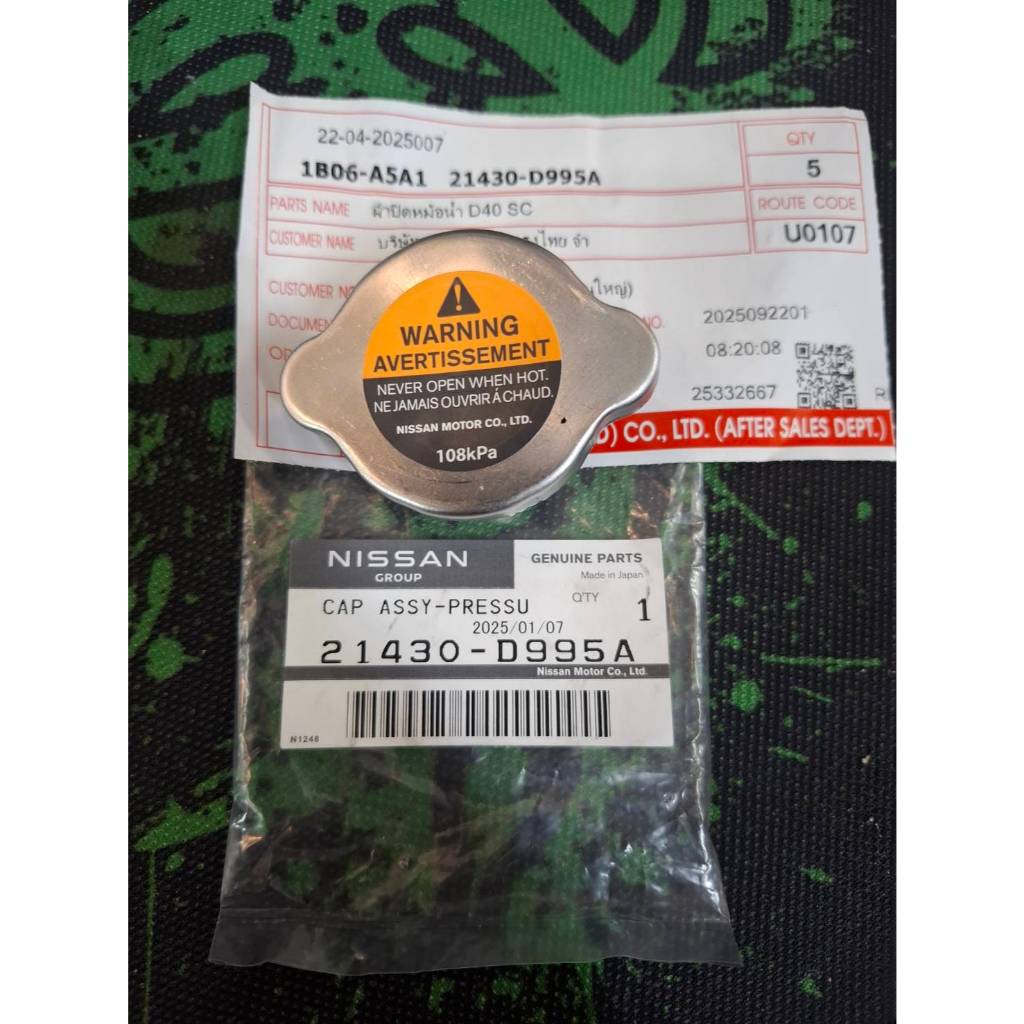 22-04-2025007
QTY
1B06-A5A1 21430-D995A
5
PARTS NAME ฝาปิดหม้อน้ำ D40 SC
ROUTE CODE
CUSTOMER NAME
U0107
CUSTOMER
2025092201
08:20:08
25332667
R
CO., LTD. (AFTER SALES DEPT.)
WARNING
AVERTISSEMENT
NEVER OPEN WHEN HOT.
NE JAMAIS OUVRIR À CHAUD.
NISSAN MOTOR CO., LTD.
108kPa
NISSAN
GROUP
GENUINE PARTS
Made in Japan
CAP ASSY-PRESSU
Q'TY
1
2025/01/07
21430-D995A
Nissan Motor Co., Ltd.
N1246